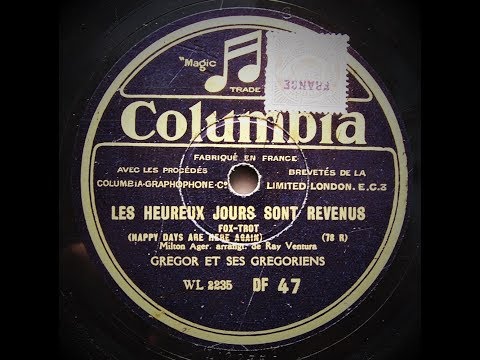 "Magic
TRADE
FRANCE
Columbia
FABRIQUÉ EN FRANCE
AVEC LES PROCÉDÉS BREVETÉS DE LA
COLUMBIA-GRAPHOPHONE-Cº LIMITED·LONDON. E.C.3
LES HEUREUX JOURS SONT REVENUS
FOX-TROT
(HAPPY DAYS ARE HERE AGAIN) (78 R)
Milton Ager. arrangt. de Ray Ventura
GREGOR ET SES GREGORIENS
WL 2235 DF 47